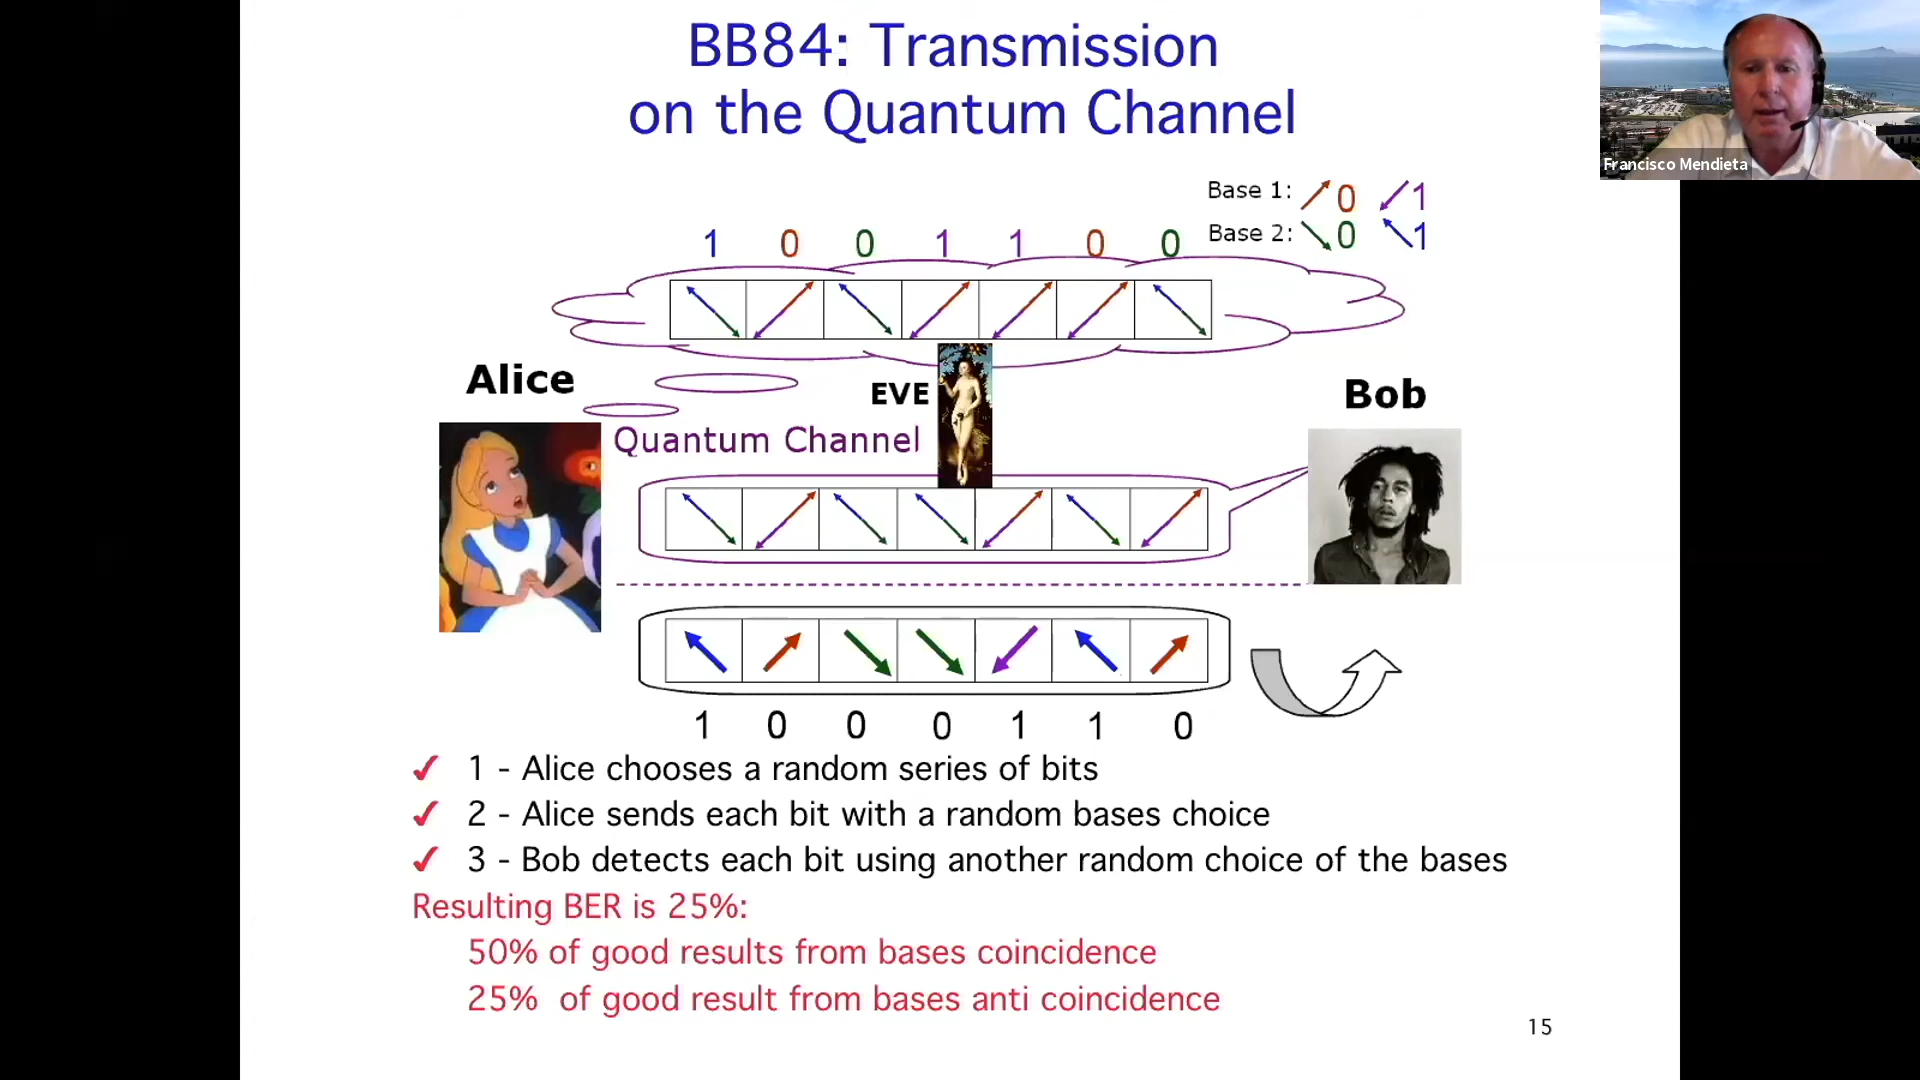 BB84: Transmission
on the Quantum Channel
Francisco Mendieta
Base 1: 0 1
Base 2: 0 1
1 0 0 1 1 0 0
Alice
EVE
Bob
Quantum Channel
1 0 0 0 1 1 0
✓ 1 - Alice chooses a random series of bits
✓ 2 - Alice sends each bit with a random bases choice
✓ 3 - Bob detects each bit using another random choice of the bases
Resulting BER is 25%:
50% of good results from bases coincidence
25% of good result from bases anti coincidence
15